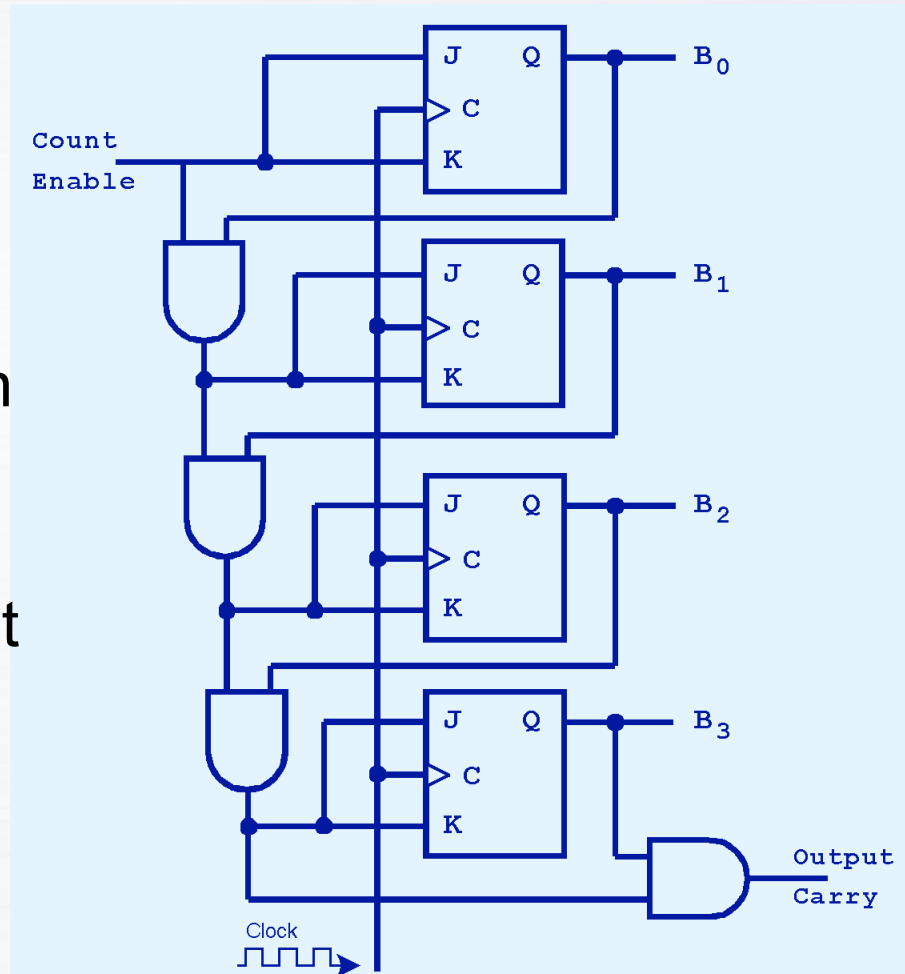 J Q B0
C
Count
Enable
K
J Q B1
C
n
K
J Q B2
C
t
K
J Q B3
C
K
Output
Carry
Clock